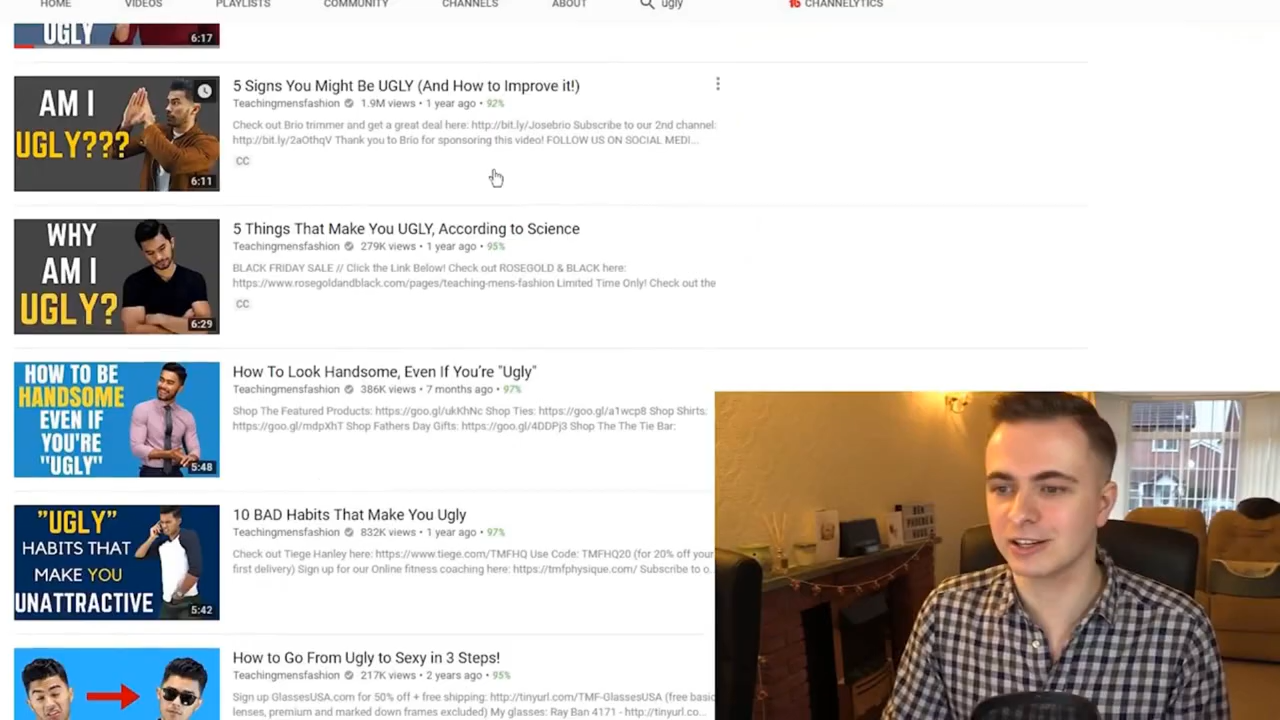 HOME VIDEOS PLAYLISTS COMMUNITY CHANNELS ABOUT ugly CHANNELYTICS
UGLY
6:17
AM I
UGLY???
6:11
5 Signs You Might Be UGLY (And How to Improve it!)
Teachingmensfashion 1.9M views • 1 year ago • 92%
Check out Brio trimmer and get a great deal here: http://bit.ly/Josebrio Subscribe to our 2nd channel:
http://bit.ly/2aOthqV Thank you to Brio for sponsoring this video! FOLLOW US ON SOCIAL MEDI...
CC
WHY
AM I
UGLY?
6:29
5 Things That Make You UGLY, According to Science
Teachingmensfashion 279K views • 1 year ago • 95%
BLACK FRIDAY SALE // Click the Link Below! Check out ROSEGOLD & BLACK here:
https://www.rosegoldandblack.com/pages/teaching-mens-fashion Limited Time Only! Check out the
CC
HOW TO BE
HANDSOME
EVEN IF
YOU'RE
"UGLY"
5:48
How To Look Handsome, Even If You're "Ugly"
Teachingmensfashion 386K views • 7 months ago • 97%
Shop The Featured Products: https://goo.gl/ukKhNc Shop Ties: https://goo.gl/a1wcp8 Shop Shirts:
https://goo.gl/mdpXhT Shop Fathers Day Gifts: https://goo.gl/4DDPj3 Shop The The Tie Bar:
"UGLY"
HABITS THAT
MAKE YOU
UNATTRACTIVE
5:42
10 BAD Habits That Make You Ugly
Teachingmensfashion 832K views • 1 year ago • 97%
Check out Tiege Hanley here: https://www.tiege.com/TMFHQ Use Code: TMFHQ20 (for 20% off your
first delivery) Sign up for our Online fitness coaching here: https://tmfphysique.com/ Subscribe to o.
How to Go From Ugly to Sexy in 3 Steps!
Teachingmensfashion 217K views • 2 years ago • 95%
Sign up GlassesUSA.com for 50% off + free shipping: http://tinyurl.com/TMF-GlassesUSA (free basic
lenses, premium and marked down frames excluded) My glasses: Ray Ban 4171 - http://tinyurl.co...